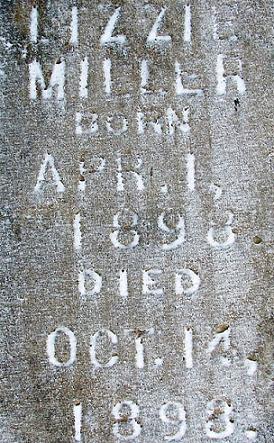 LIZZIE
MILLER
BORN
APR. 1,
1898
DIED
OCT. 14,
1898.